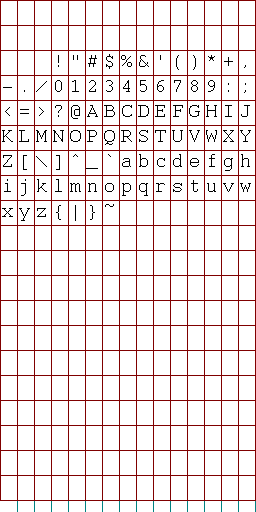 ! " # $ % & ' ( ) * + ,
- . / 0 1 2 3 4 5 6 7 8 9 : ;
< = > ? @ A B C D E F G H I J
K L M N O P Q R S T U V W X Y
Z [ \ ] ^ _ ` a b c d e f g h
i j k l m n o p q r s t u v w
x y z { | } ~